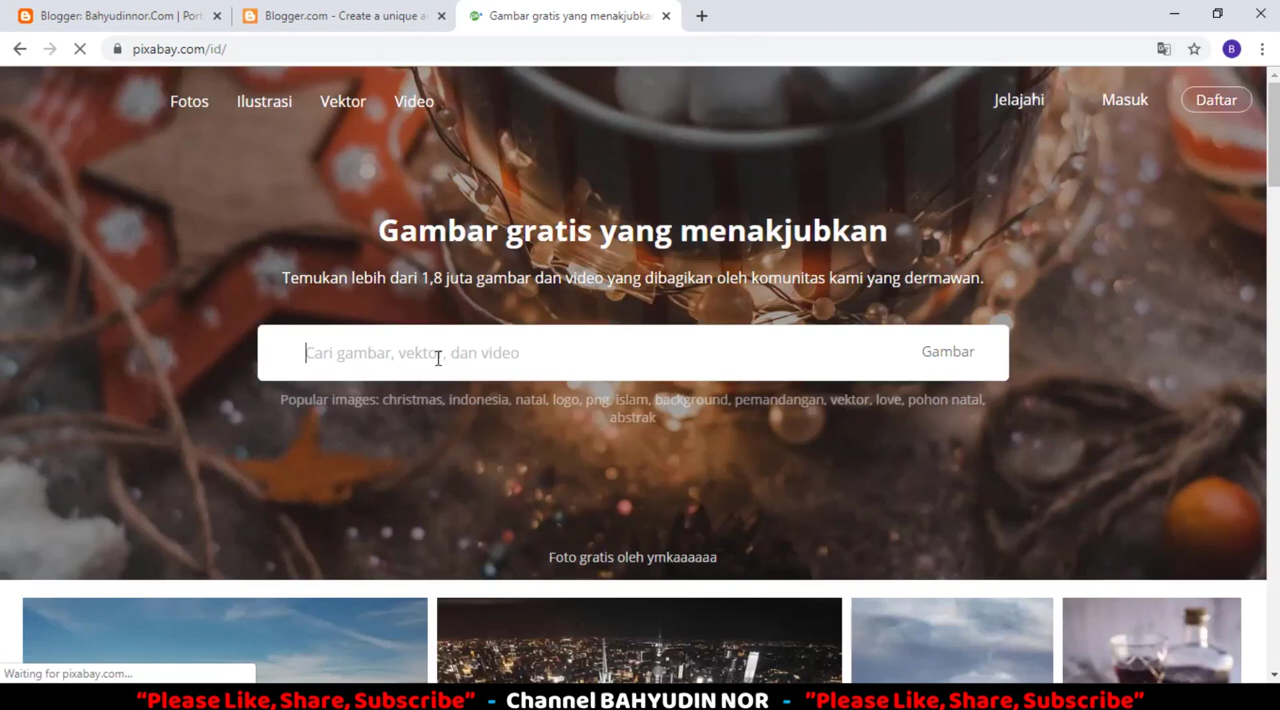 Blogger: Bahyudinnor.Com | Port
Blogger.com - Create a unique a
Gambar gratis yang menakjubka
pixabay.com/id/
B
Fotos Ilustrasi Vektor Video
Jelajahi Masuk Daftar
Gambar gratis yang menakjubkan
Temukan lebih dari 1,8 juta gambar dan video yang dibagikan oleh komunitas kami yang dermawan.
Cari gambar, vektor, dan video
Gambar
Popular images: christmas, indonesia, natal, logo, png, islam, background, pemandangan, vektor, love, pohon natal,
abstrak
Foto gratis oleh ymkaaaaaa
Waiting for pixabay.com...
“Please Like, Share, Subscribe” - Channel BAHYUDIN NOR - ”Please Like, Share, Subscribe”